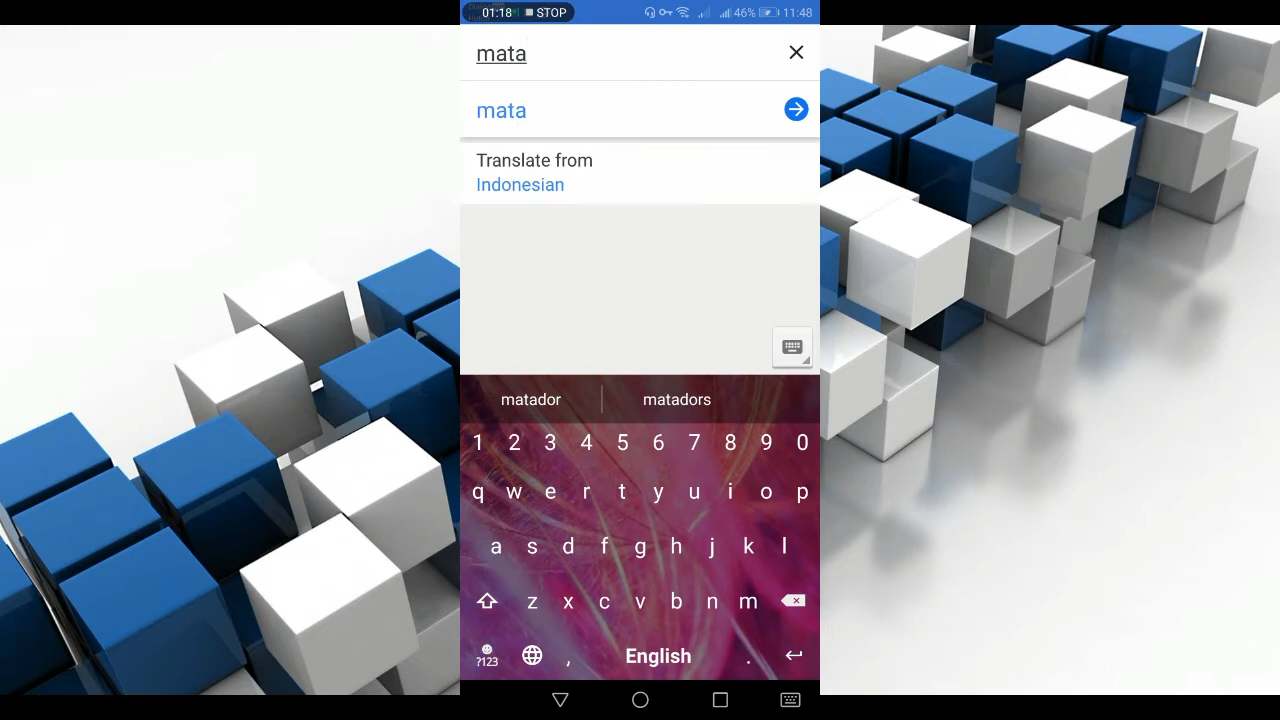 01:18 STOP 46% 11:48
mata
mata
Translate from
Indonesian
matador matadors
1 2 3 4 5 6 7 8 9 0
q w e r t y u i o p
a s d f g h j k l
z x c v b n m
?123 , English .